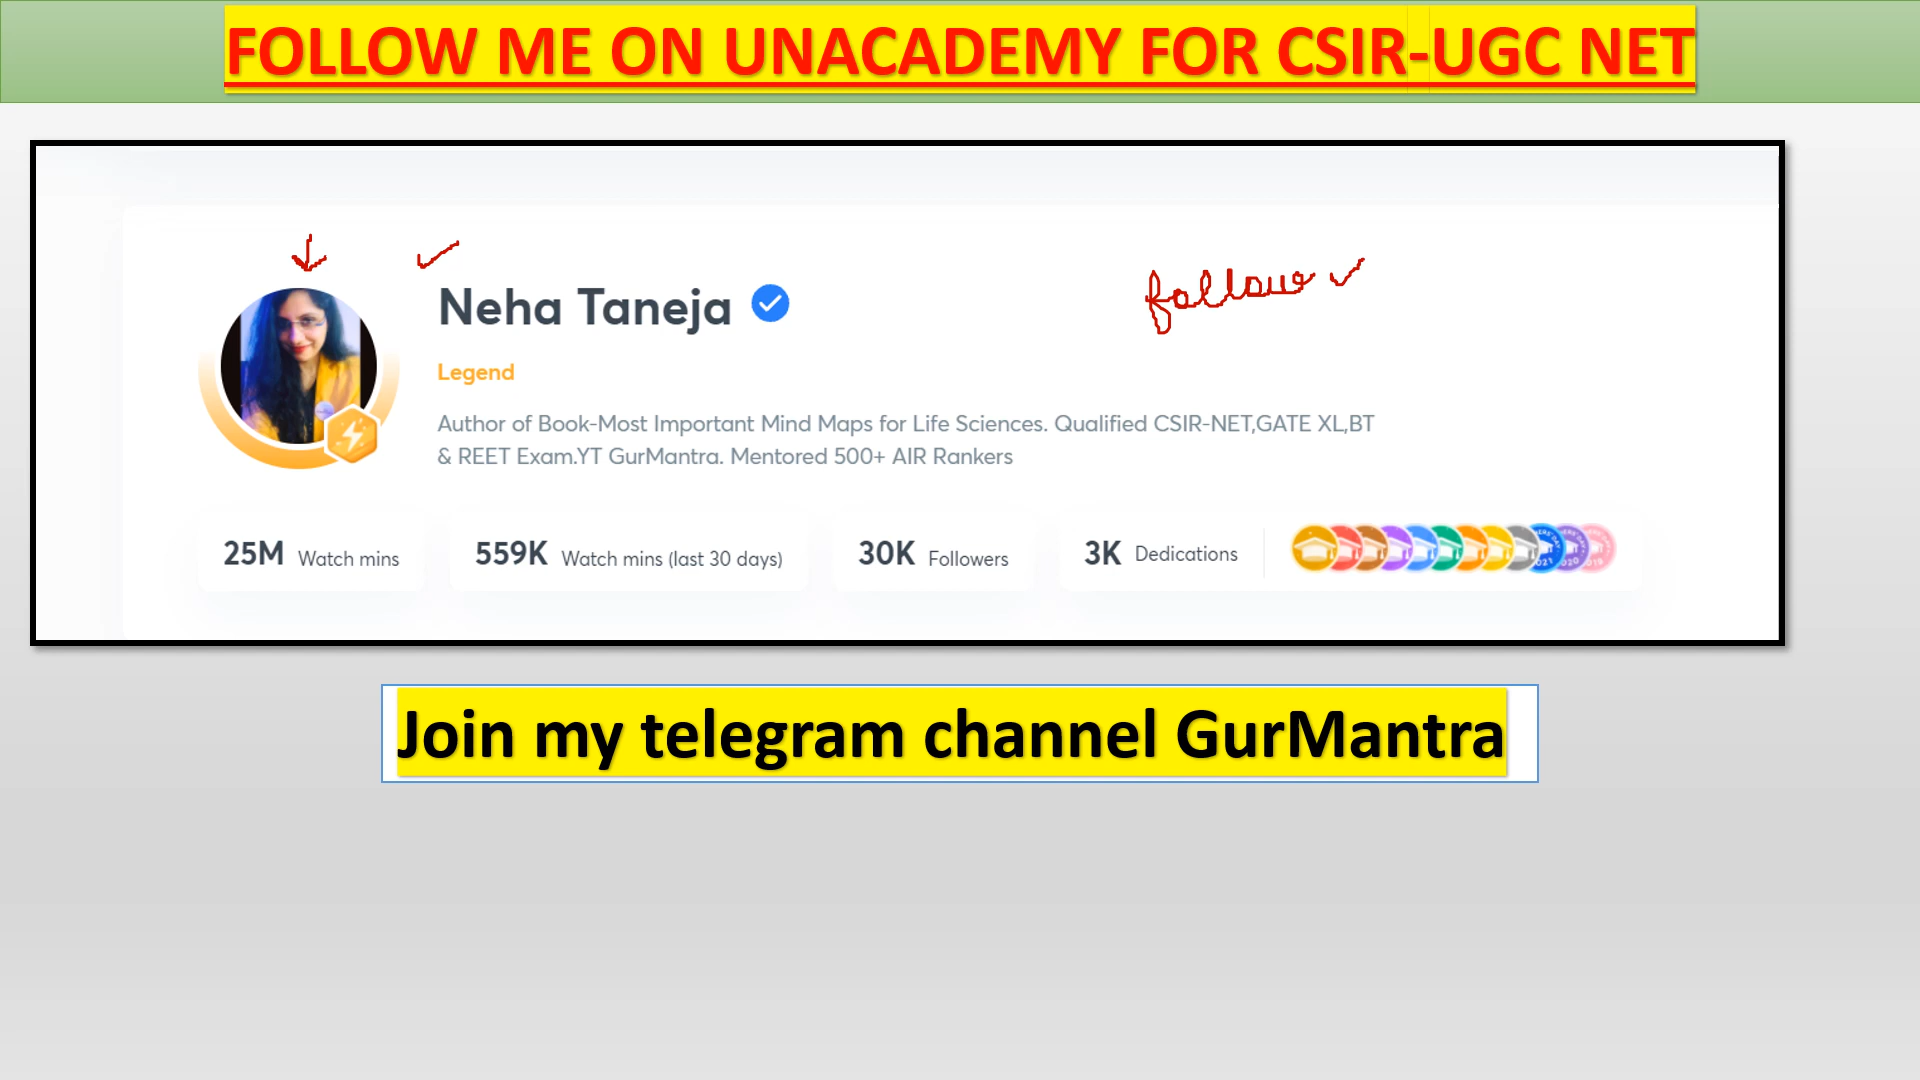 FOLLOW ME ON UNACADEMY FOR CSIR-UGC NET
follow
Neha Taneja
Legend
Author of Book-Most Important Mind Maps for Life Sciences. Qualified CSIR-NET,GATE XL,BT
& REET Exam.YT GurMantra. Mentored 500+ AIR Rankers
25M Watch mins 559K Watch mins (last 30 days) 30K Followers 3K Dedications
Join my telegram channel GurMantra